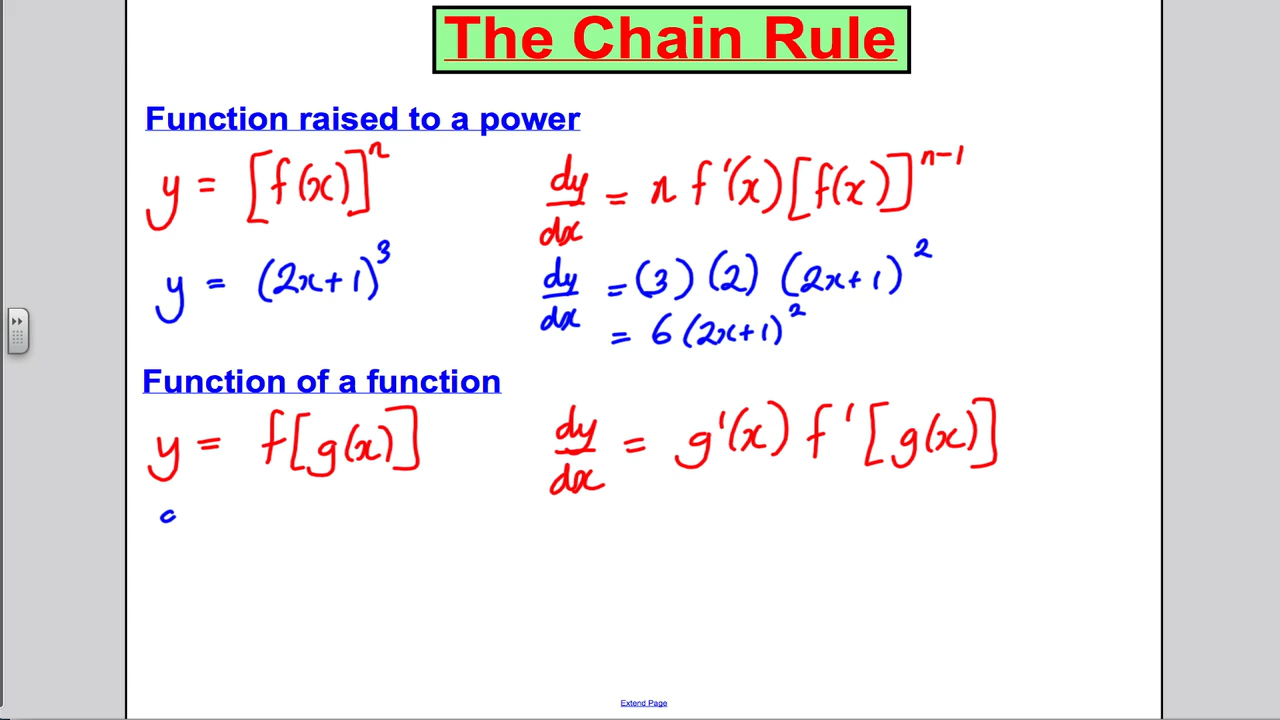 The Chain Rule
Function raised to a power
y = [f(x)]ⁿ dy/dx = n f'(x) [f(x)]ⁿ⁻¹
y = (2x+1)³ dy/dx = (3) (2) (2x+1)²
= 6 (2x+1)²
Function of a function
y = f[g(x)] dy/dx = g'(x) f' [g(x)]
Extend Page